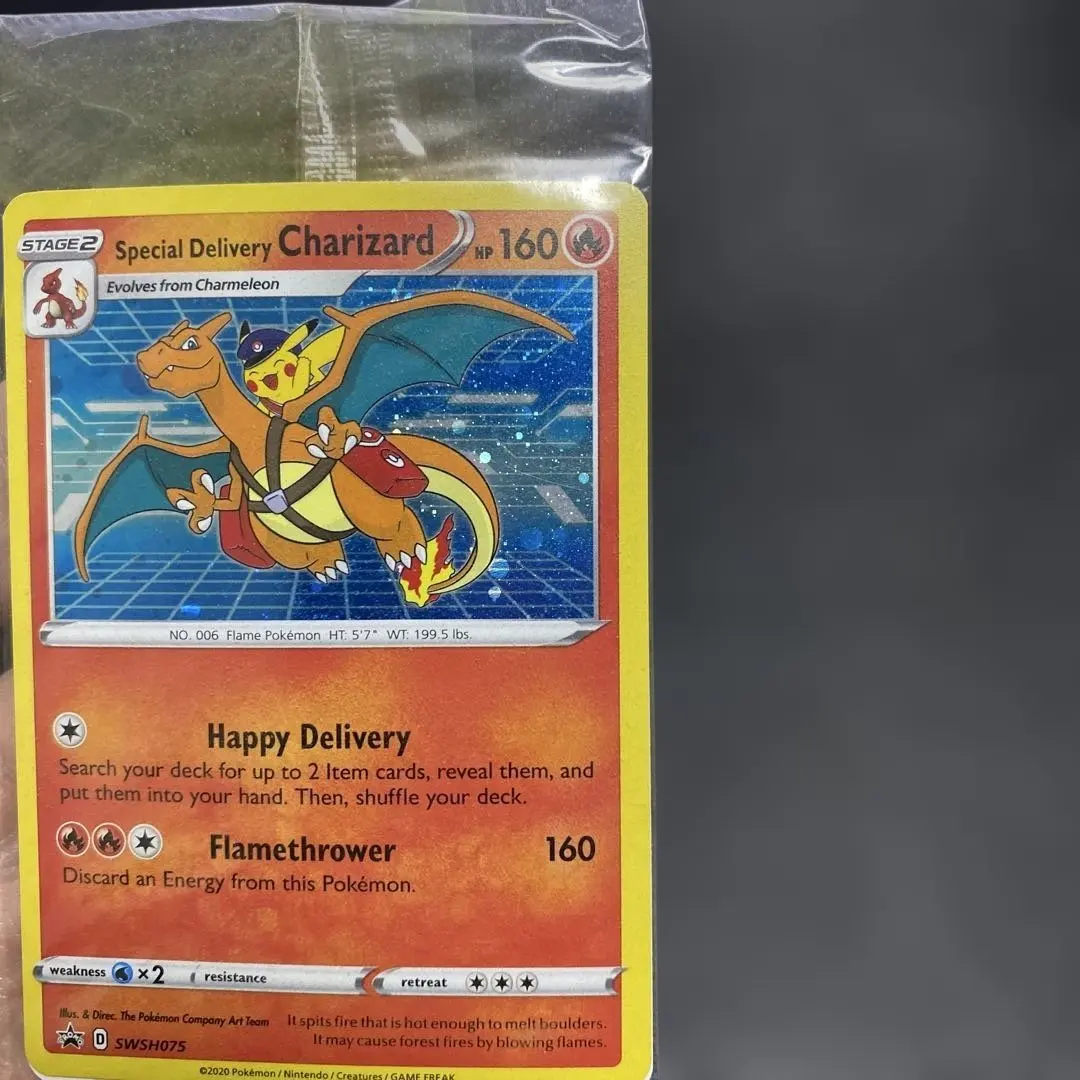 STAGE 2
Special Delivery Charizard HP 160
Evolves from Charmeleon
NO. 006 Flame Pokémon HT: 5'7" WT: 199.5 lbs.
Happy Delivery
Search your deck for up to 2 Item cards, reveal them, and
put them into your hand. Then, shuffle your deck.
Flamethrower 160
Discard an Energy from this Pokémon.
weakness ×2 resistance retreat
Illus. & Direc. The Pokémon Company Art Team
It spits fire that is hot enough to melt boulders.
It may cause forest fires by blowing flames.
PROMO D SWSH075
©2020 Pokémon / Nintendo / Creatures / GAME FREAK